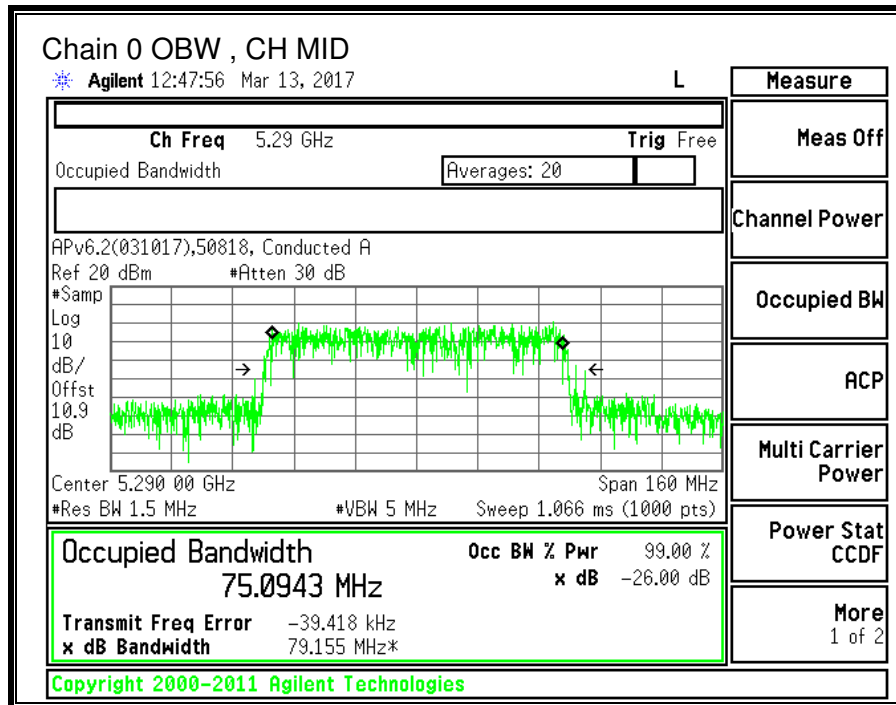 Chain 0 OBW , CH MID
Agilent 12:47:56 Mar 13, 2017 L
Measure
Ch Freq 5.29 GHz Trig Free
Occupied Bandwidth Averages: 20
APv6.2(031017),50818, Conducted A
Ref 20 dBm #Atten 30 dB
#Samp
Log
10
dB/
Offst
10.9
dB
Center 5.290 00 GHz Span 160 MHz
#Res BW 1.5 MHz #VBW 5 MHz Sweep 1.066 ms (1000 pts)
Occupied Bandwidth Occ BW % Pwr 99.00 %
75.0943 MHz x dB -26.00 dB
Transmit Freq Error -39.418 kHz
x dB Bandwidth 79.155 MHz*
Copyright 2000-2011 Agilent Technologies
Meas Off
Channel Power
Occupied BW
ACP
Multi Carrier
Power
Power Stat
CCDF
More
1 of 2